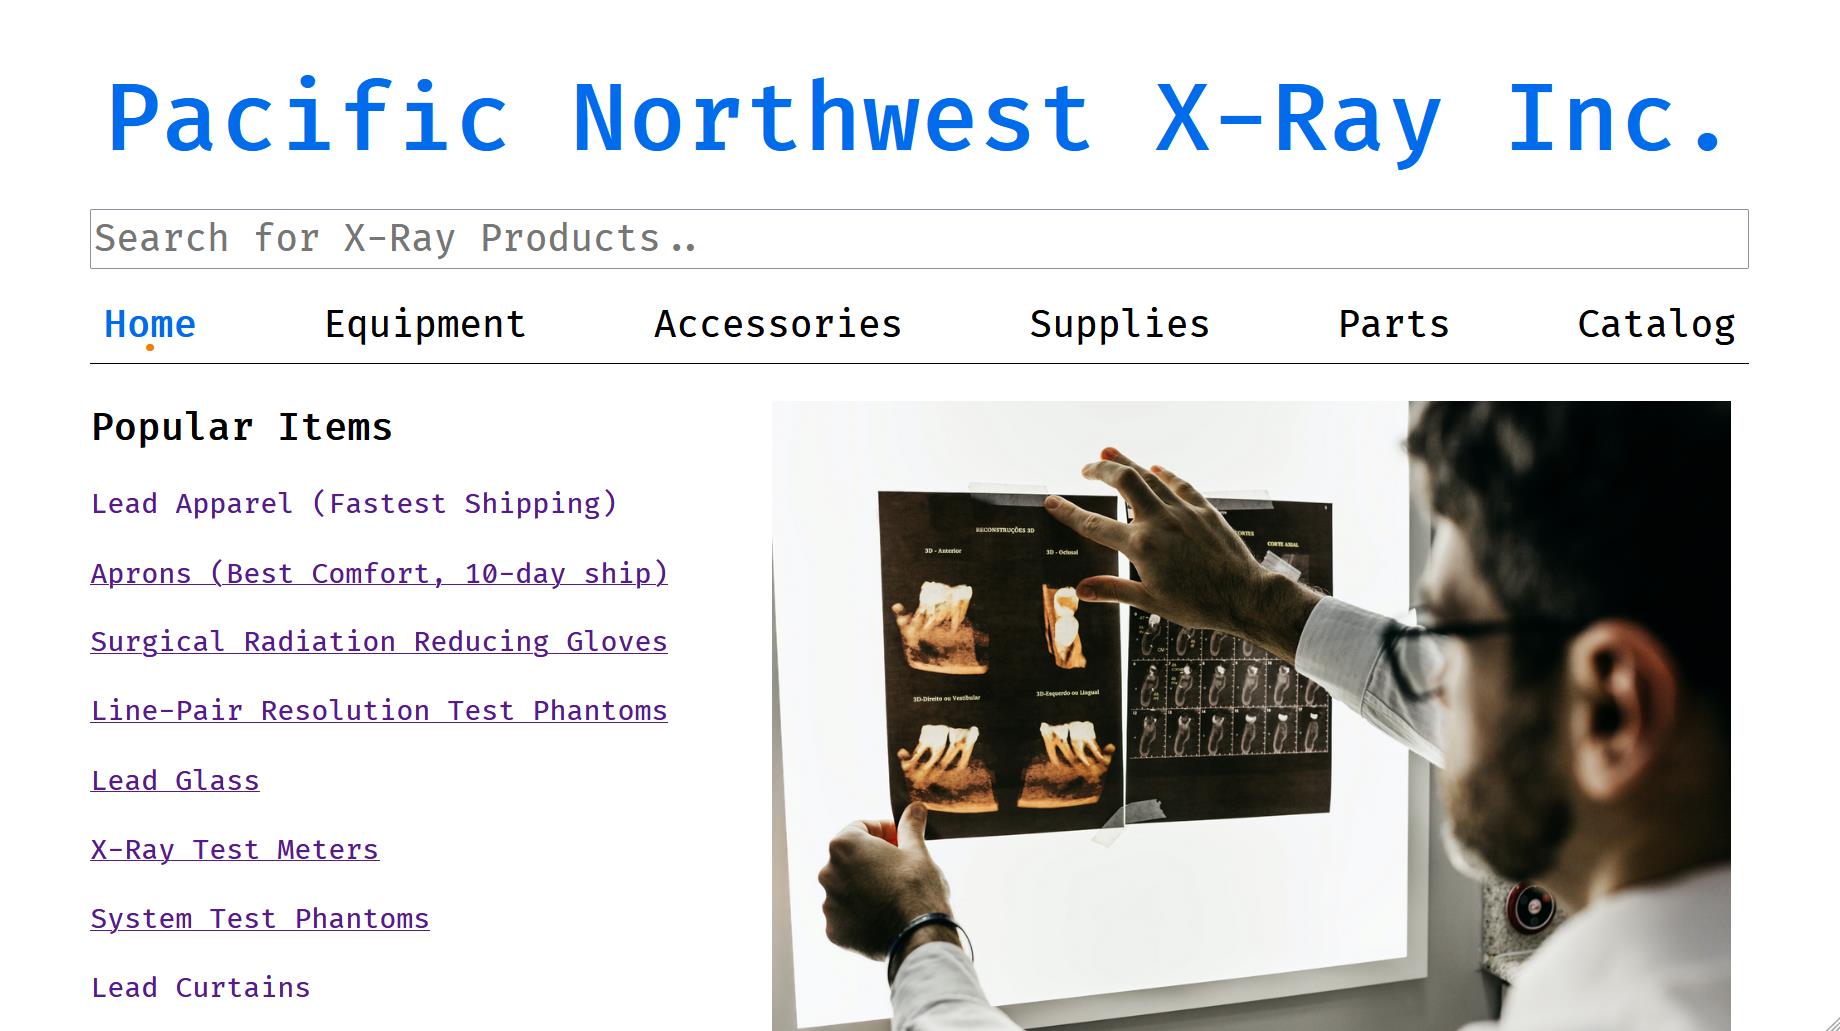 Pacific Northwest X-Ray Inc.
Search for X-Ray Products..
Home Equipment Accessories Supplies Parts Catalog
Popular Items
Lead Apparel (Fastest Shipping)
Aprons (Best Comfort, 10-day ship)
Surgical Radiation Reducing Gloves
Line-Pair Resolution Test Phantoms
Lead Glass
X-Ray Test Meters
System Test Phantoms
Lead Curtains
RECONSTRUÇÕES 3D
3D - Anterior
3D - Oclusal
3D-Direito ou Vestibular
3D-Esquerdo ou Lingual
CORTES
CORTE AXIAL